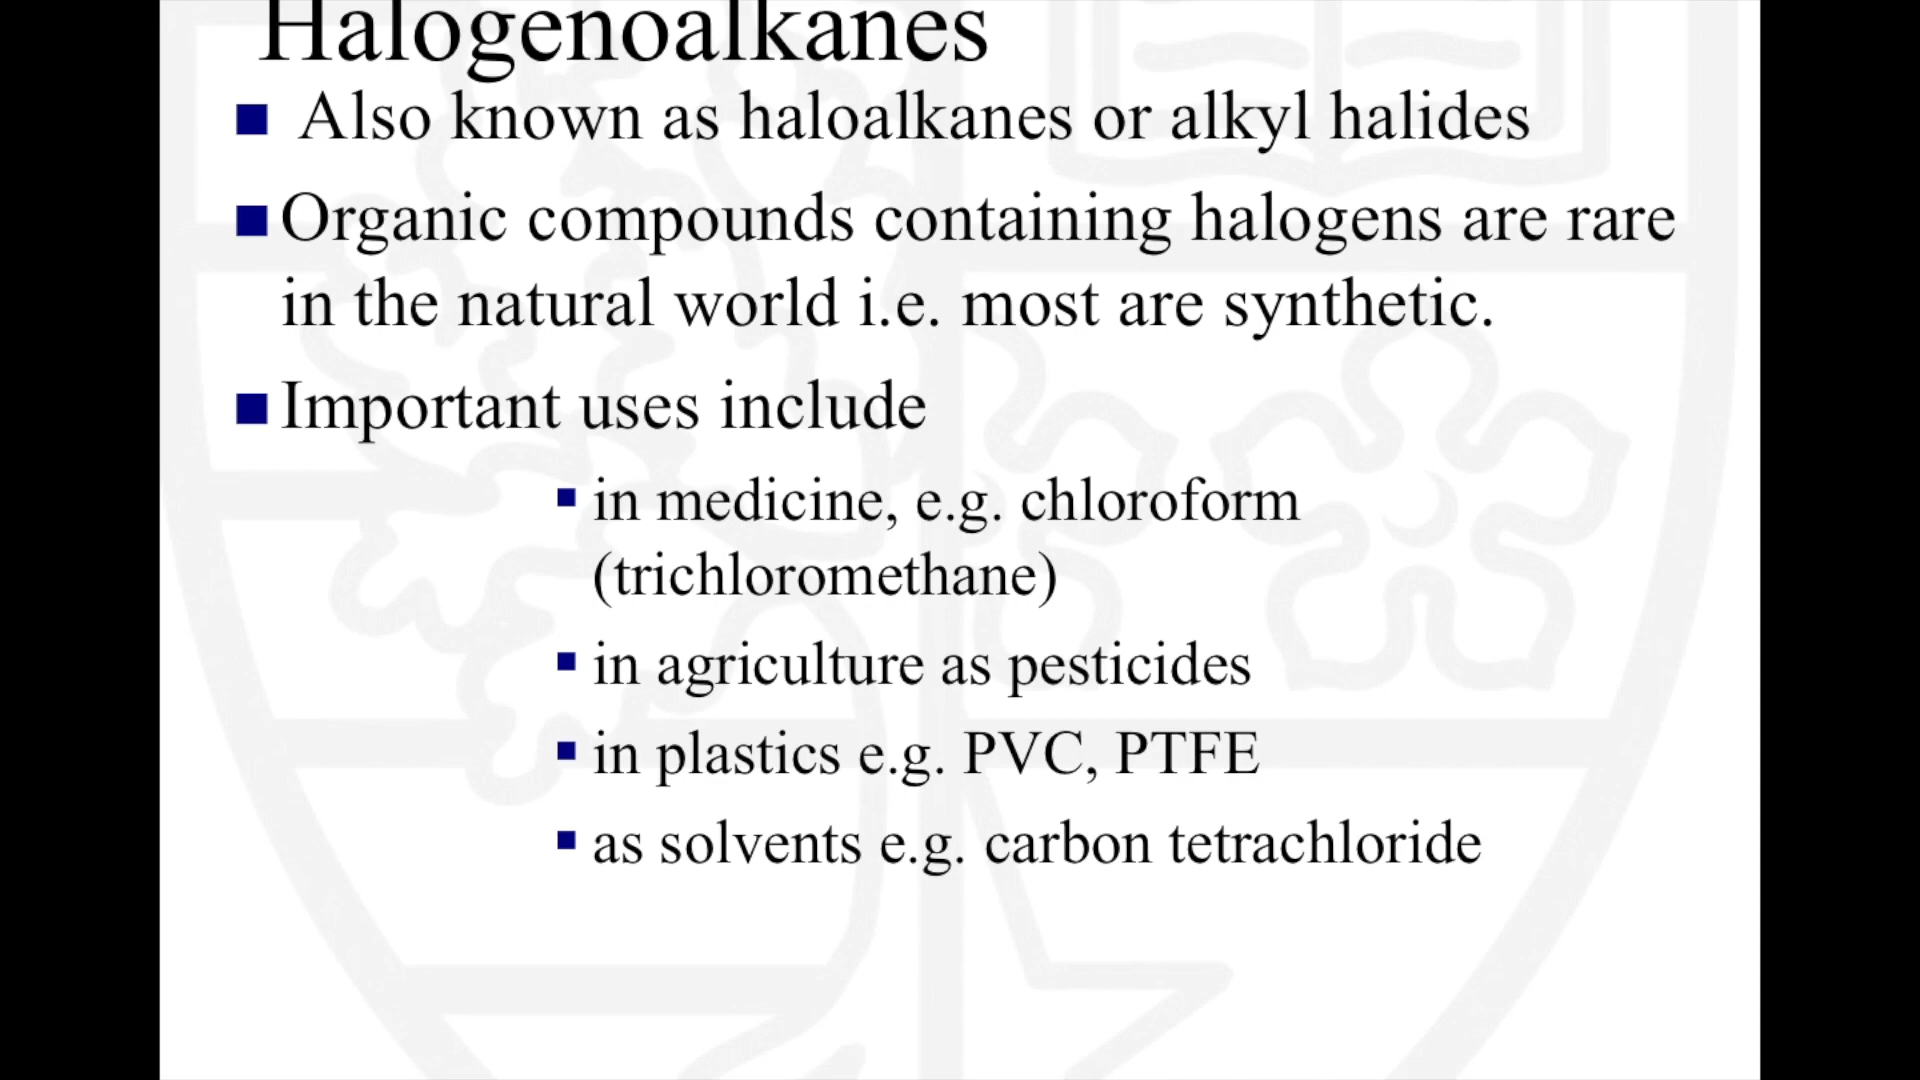 Halogenoalkanes
Also known as haloalkanes or alkyl halides
Organic compounds containing halogens are rare
in the natural world i.e. most are synthetic.
Important uses include
in medicine, e.g. chloroform
(trichloromethane)
in agriculture as pesticides
in plastics e.g. PVC, PTFE
as solvents e.g. carbon tetrachloride